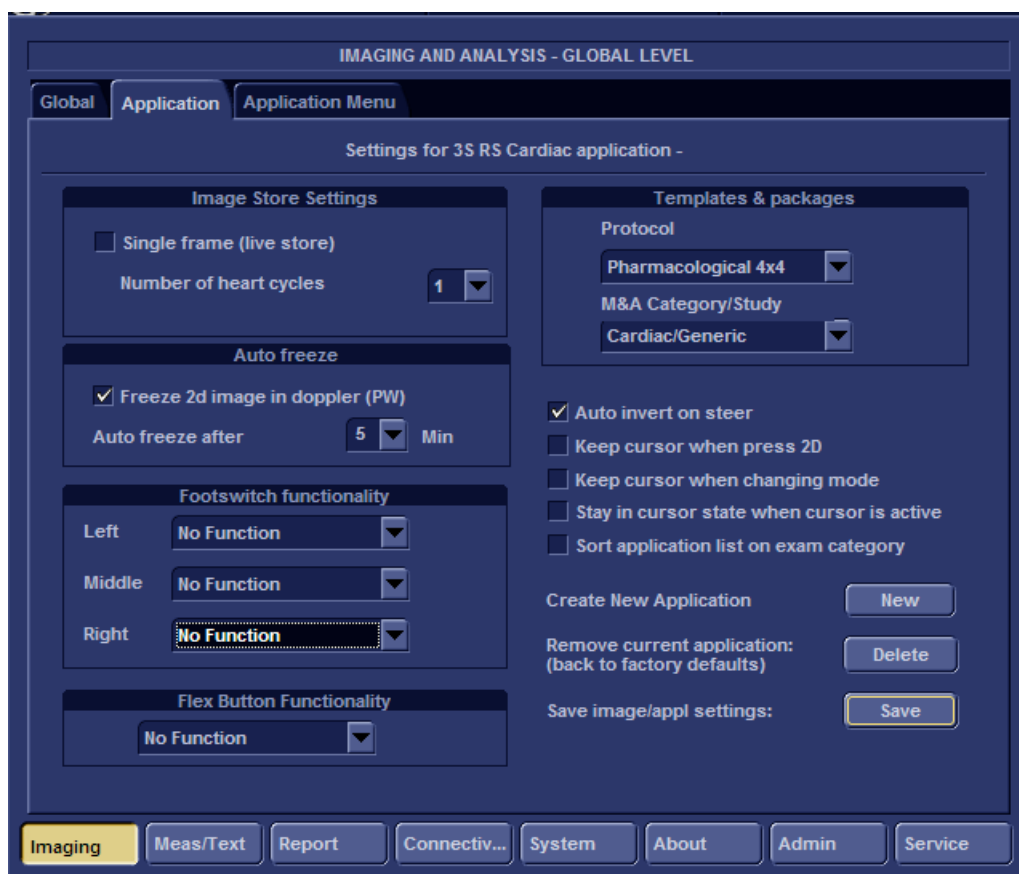 IMAGING AND ANALYSIS - GLOBAL LEVEL
Global
Application
Application Menu
Settings for 3S RS Cardiac application -
Image Store Settings
Single frame (live store)
Number of heart cycles
1
Auto freeze
Freeze 2d image in doppler (PW)
Auto freeze after
5
Min
Footswitch functionality
Left
No Function
Middle
No Function
Right
No Function
Flex Button Functionality
No Function
Templates & packages
Protocol
Pharmacological 4x4
M&A Category/Study
Cardiac/Generic
Auto invert on steer
Keep cursor when press 2D
Keep cursor when changing mode
Stay in cursor state when cursor is active
Sort application list on exam category
Create New Application
New
Remove current application:
(back to factory defaults)
Delete
Save image/appl settings:
Save
Imaging
Meas/Text
Report
Connectiv...
System
About
Admin
Service